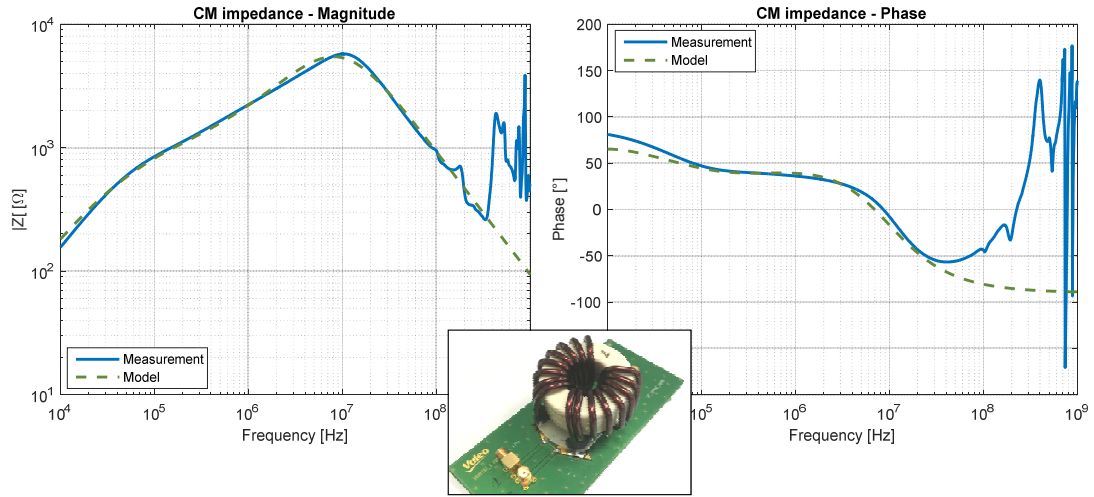 CM impedance - Magnitude
10⁴
10³
10²
10¹
|Z[ [Ω]
Measurement
Model
10⁴ 10⁵ 10⁶ 10⁷ 10⁸
Frequency [Hz]
CM impedance - Phase
200
150
100
50
0
-50
-100
Phase [°]
Measurement
Model
10⁵ 10⁶ 10⁷ 10⁸ 10⁹
Frequency [Hz]
Valeo